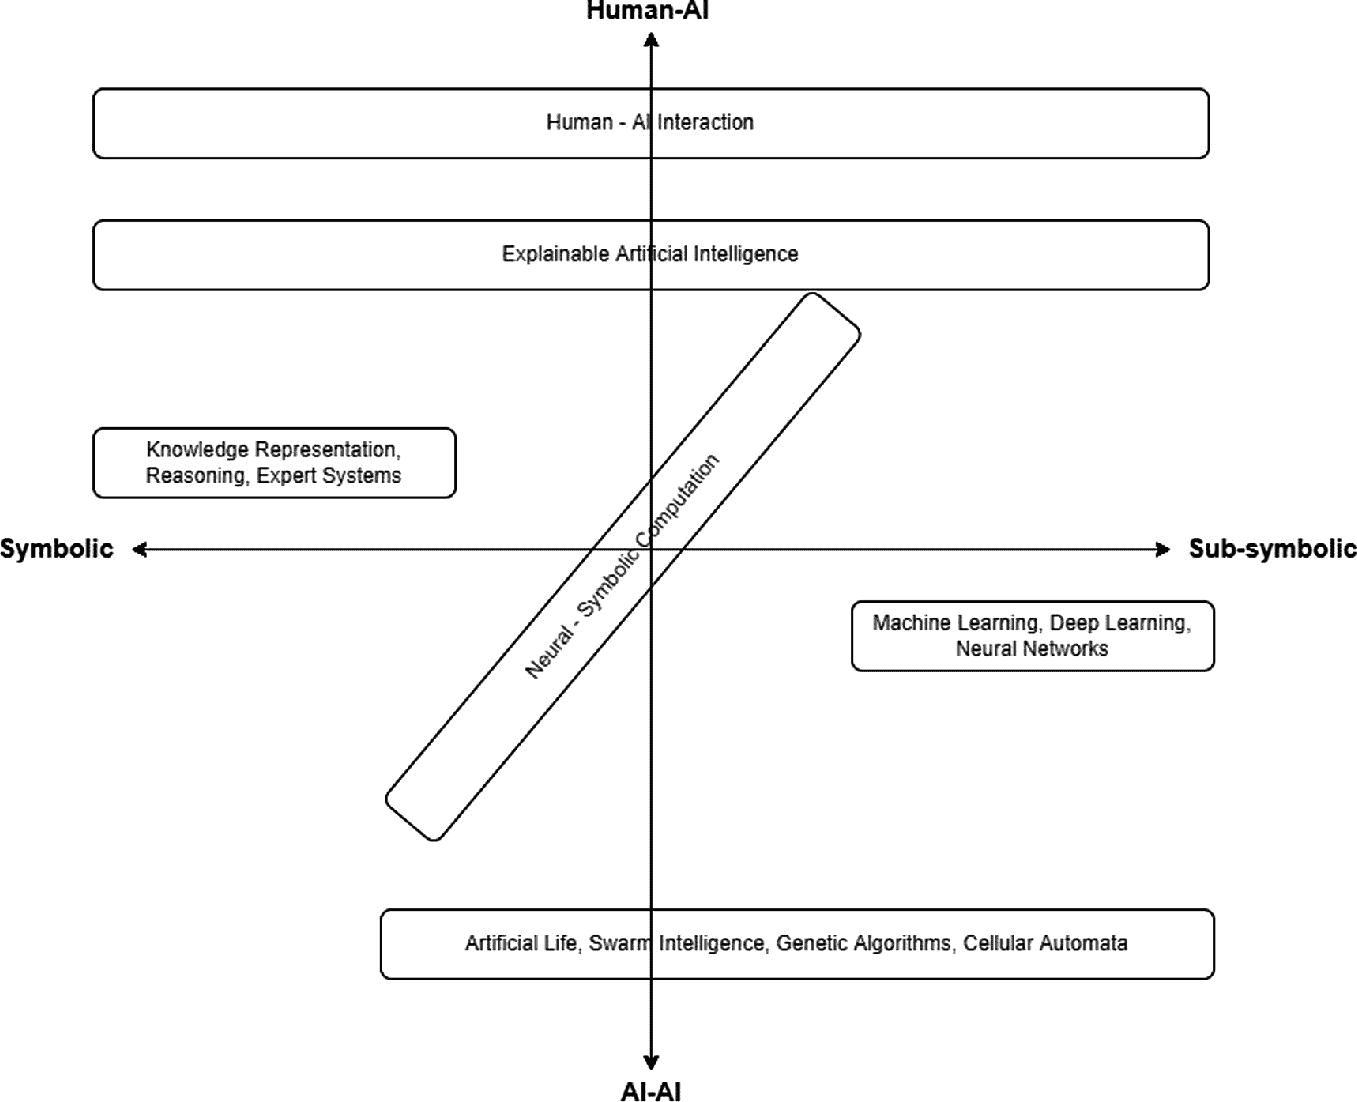 Human-AI
Human - AI Interaction
Explainable Artificial Intelligence
Knowledge Representation,
Reasoning, Expert Systems
Neural - Symbolic Computation
Symbolic
Sub-symbolic
Machine Learning, Deep Learning,
Neural Networks
Artificial Life, Swarm Intelligence, Genetic Algorithms, Cellular Automata
AI-AI